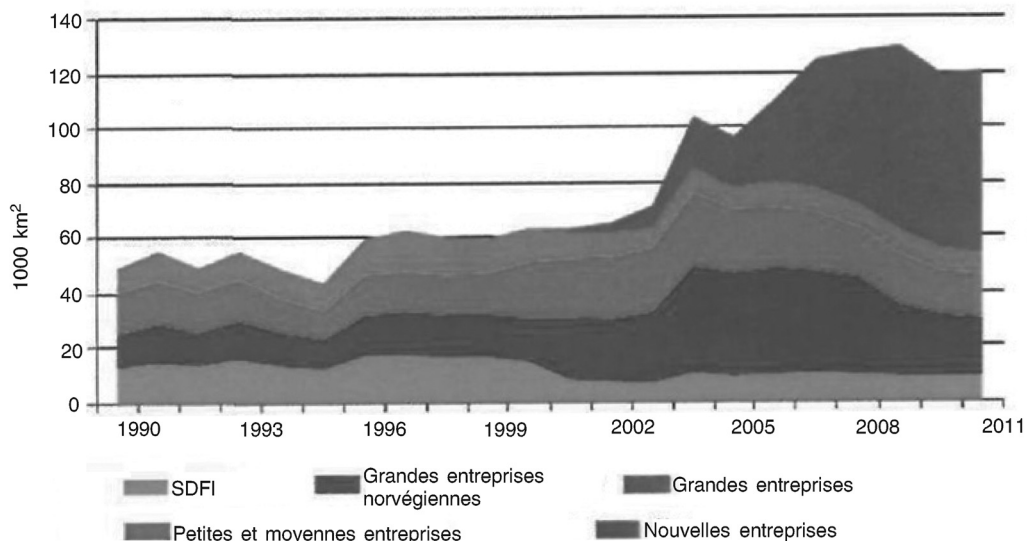 140
120
100
80
60
40
20
0
1000 km²
1990 1993 1996 1999 2002 2005 2008 2011
SDFI
Grandes entreprises
norvégiennes
Grandes entreprises
Petites et moyennes entreprises
Nouvelles entreprises